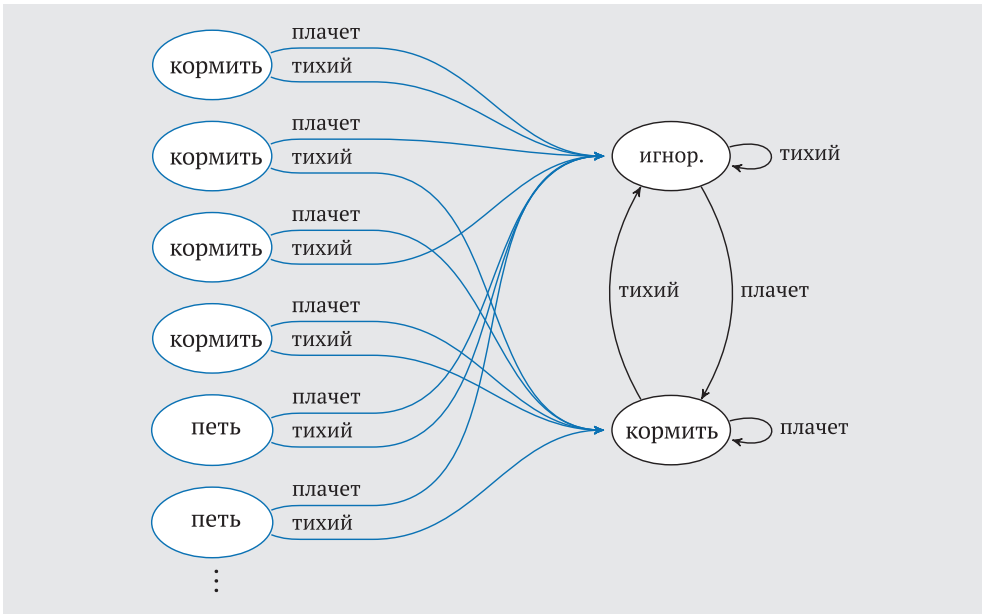 плачет
кормить
тихий
плачет
кормить
тихий
плачет
кормить
тихий
плачет
кормить
тихий
плачет
петь
тихий
плачет
петь
тихий
игнор.
тихий
тихий
плачет
кормить
плачет